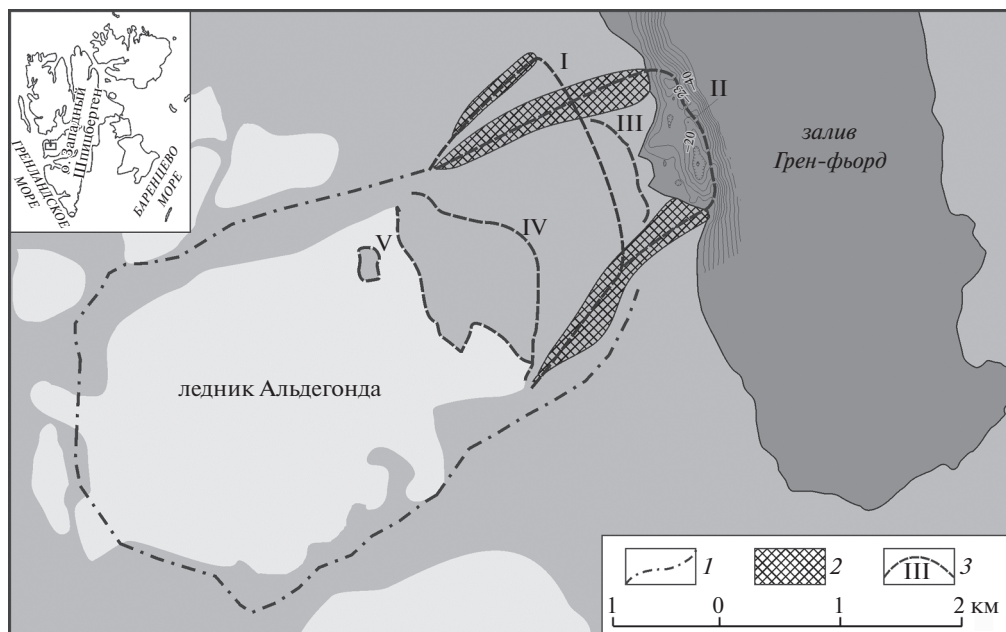 о. Западный
Шпицберген
ГРЕНЛАНДСКОЕ
МОРЕ
БАРЕНЦЕВО
МОРЕ
I
II
III
IV
V
–40
–23
–20
залив
Грен-фьорд
ледник Альдегонда
1
2
III
3
1 0 1 2 км